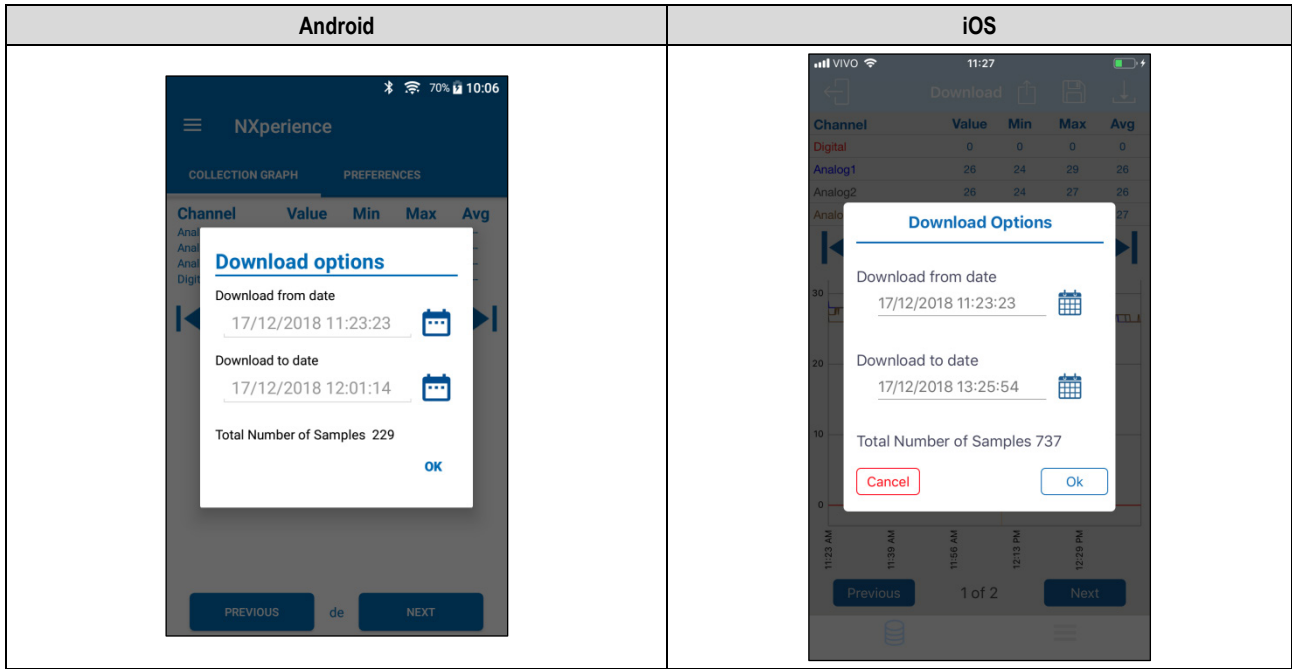 Android
iOS
70% 10:06
NXperience
COLLECTION GRAPH PREFERENCES
Channel Value Min Max Avg
Anal
Anal
Anal
Digit
Download options
Download from date
17/12/2018 11:23:23
Download to date
17/12/2018 12:01:14
Total Number of Samples 229
OK
PREVIOUS de NEXT
VIVO 11:27
Download
Channel Value Min Max Avg
Digital 0 0 0 0
Analog1 26 24 29 26
Analog2 26 24 27 26
Analo 27
Download Options
Download from date
17/12/2018 11:23:23
Download to date
17/12/2018 13:25:54
Total Number of Samples 737
Cancel Ok
30
20
10
0
11:23 AM
11:39 AM
11:56 AM
12:13 PM
12:29 PM
Previous 1 of 2 Next